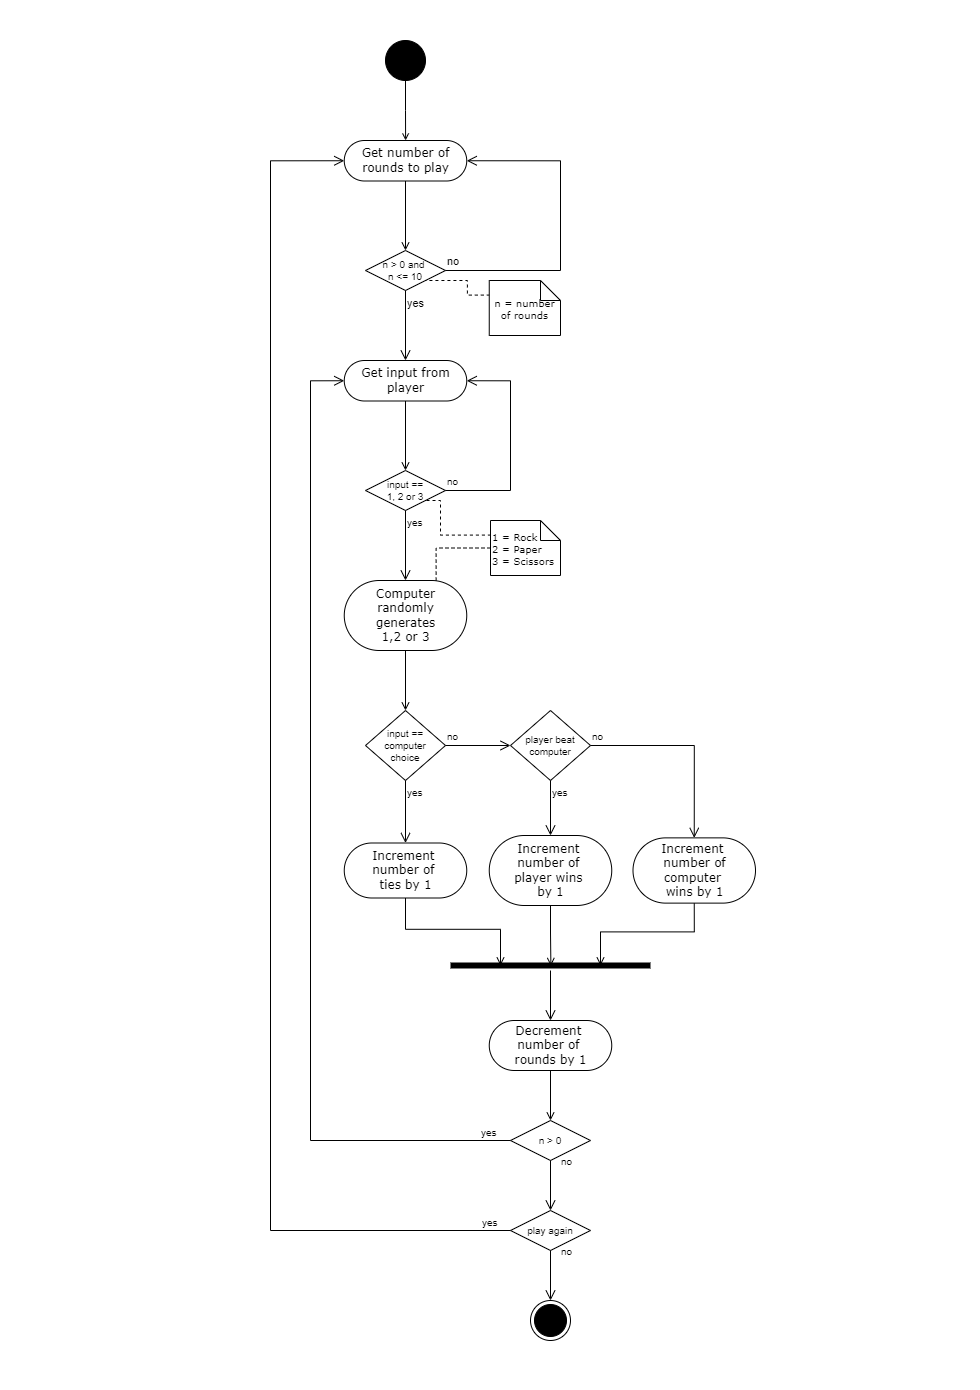 Get number of
rounds to play
n > 0 and
n <= 10
no
yes
n = number
of rounds
Get input from
player
input ==
1, 2 or 3
no
yes
1 = Rock
2 = Paper
3 = Scissors
Computer
randomly
generates
1,2 or 3
input ==
computer
choice
no
yes
player beat
computer
no
yes
Increment
number of
ties by 1
Increment
number of
player wins
by 1
Increment
number of
computer
wins by 1
Decrement
number of
rounds by 1
yes
n > 0
no
yes
play again
no